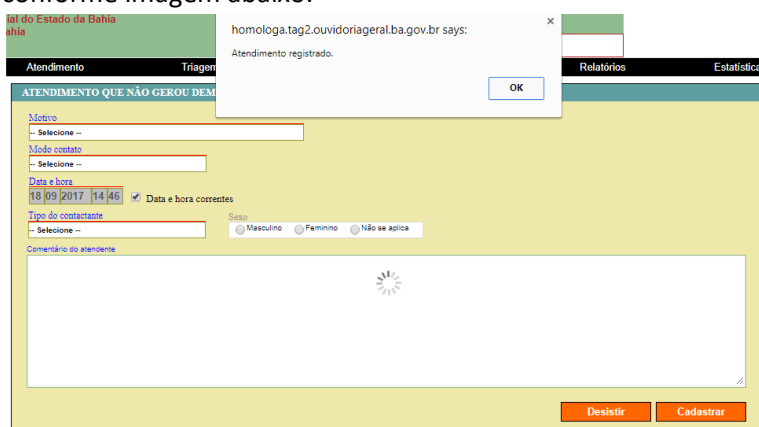 conforme imagem abaixo:
ial do Estado da Bahia
ahia
homologa.tag2.ouvidoriageral.ba.gov.br says:
Atendimento registrado.
OK
Atendimento Triagem Relatórios Estatística
ATENDIMENTO QUE NÃO GEROU DEM
Motivo
-- Selecione --
Modo contato
-- Selecione --
Data e hora
18 09 2017 14 46 Data e hora correntes
Tipo do contactante Sexo
-- Selecione -- Masculino Feminino Não se aplica
Comentário do atendente
Desistir Cadastrar